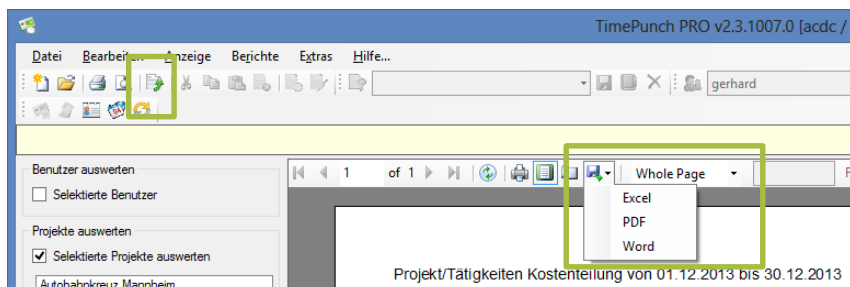 TimePunch PRO v2.3.1007.0 [acdc /
Datei Bearbeiten Anzeige Berichte Extras Hilfe...
gerhard
1 of 1 Whole Page
Benutzer auswerten
Selektierte Benutzer
Excel
PDF
Word
Projekte auswerten
Selektierte Projekte auswerten
Autobahnkreuz Mannheim
Projekt/Tätigkeiten Kostenteilung von 01.12.2013 bis 30.12.2013